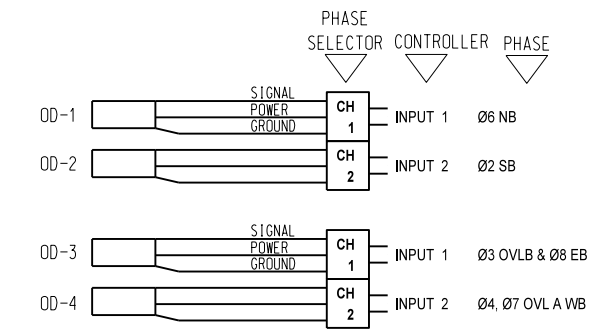 PHASE
SELECTOR CONTROLLER PHASE
OD-1 SIGNAL POWER GROUND CH 1 INPUT 1 Ø6 NB
OD-2 CH 2 INPUT 2 Ø2 SB
OD-3 SIGNAL POWER GROUND CH 1 INPUT 1 Ø3 OVLB & Ø8 EB
OD-4 CH 2 INPUT 2 Ø4, Ø7 OVL A WB